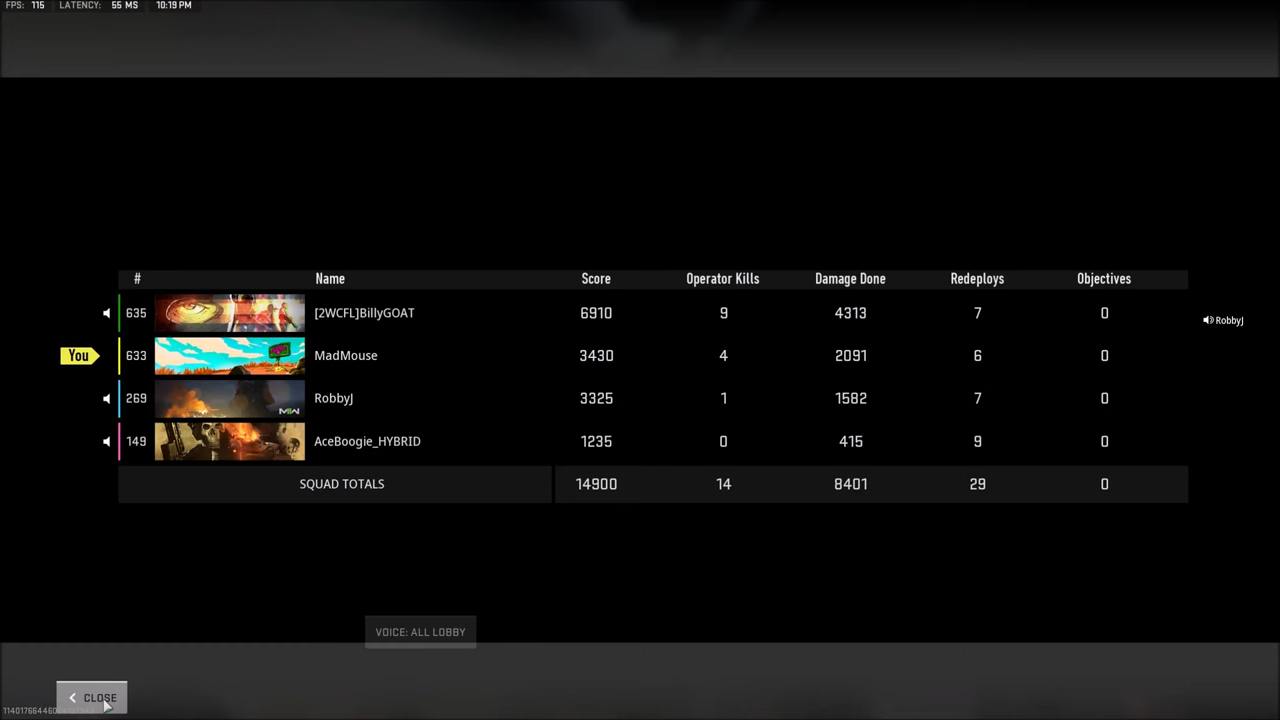 FPS: 115 LATENCY: 55 MS 10:19 PM
# Name Score Operator Kills Damage Done Redeploys Objectives
635 [2WCFL]BillyGOAT 6910 9 4313 7 0
RobbyJ
You 633 MadMouse 3430 4 2091 6 0
269 MW RobbyJ 3325 1 1582 7 0
149 AceBoogie_HYBRID 1235 0 415 9 0
SQUAD TOTALS 14900 14 8401 29 0
VOICE: ALL LOBBY
CLOSE